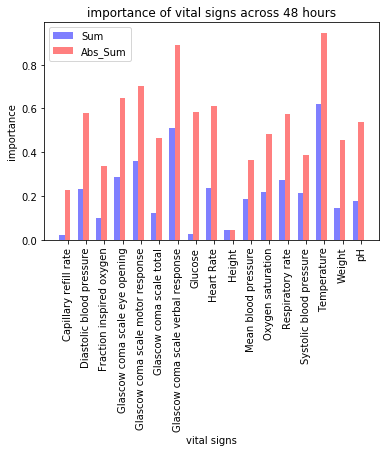 importance of vital signs across 48 hours
Sum
Abs_Sum
importance
0.8
0.6
0.4
0.2
0.0
Capillary refill rate
Diastolic blood pressure
Fraction inspired oxygen
Glascow coma scale eye opening
Glascow coma scale motor response
Glascow coma scale total
Glascow coma scale verbal response
Glucose
Heart Rate
Height
Mean blood pressure
Oxygen saturation
Respiratory rate
Systolic blood pressure
Temperature
Weight
pH
vital signs